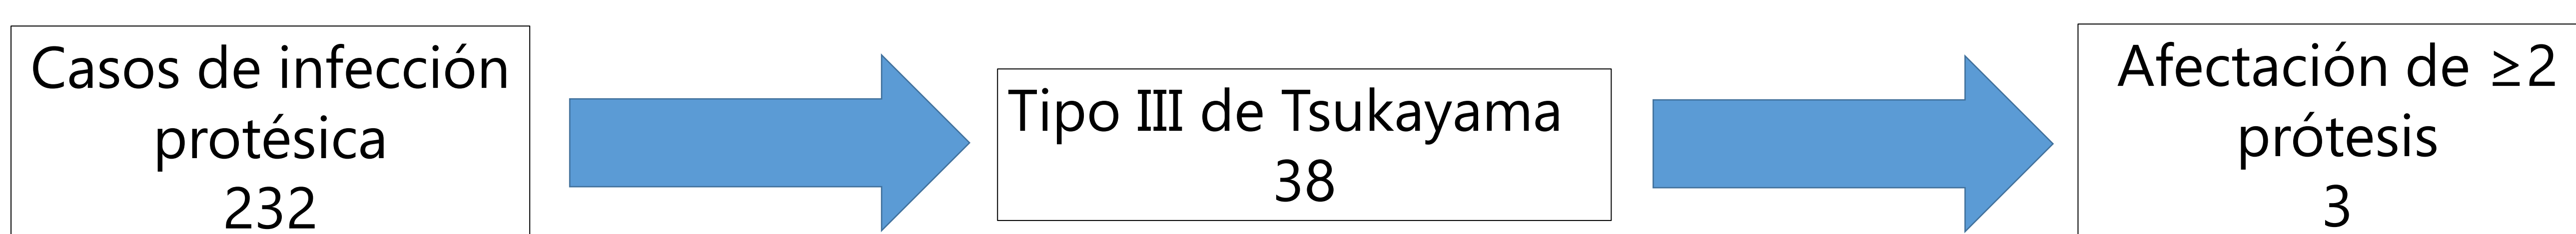 Casos de infección
protésica
232
Tipo III de Tsukayama
38
Afectación de ≥2
prótesis
3